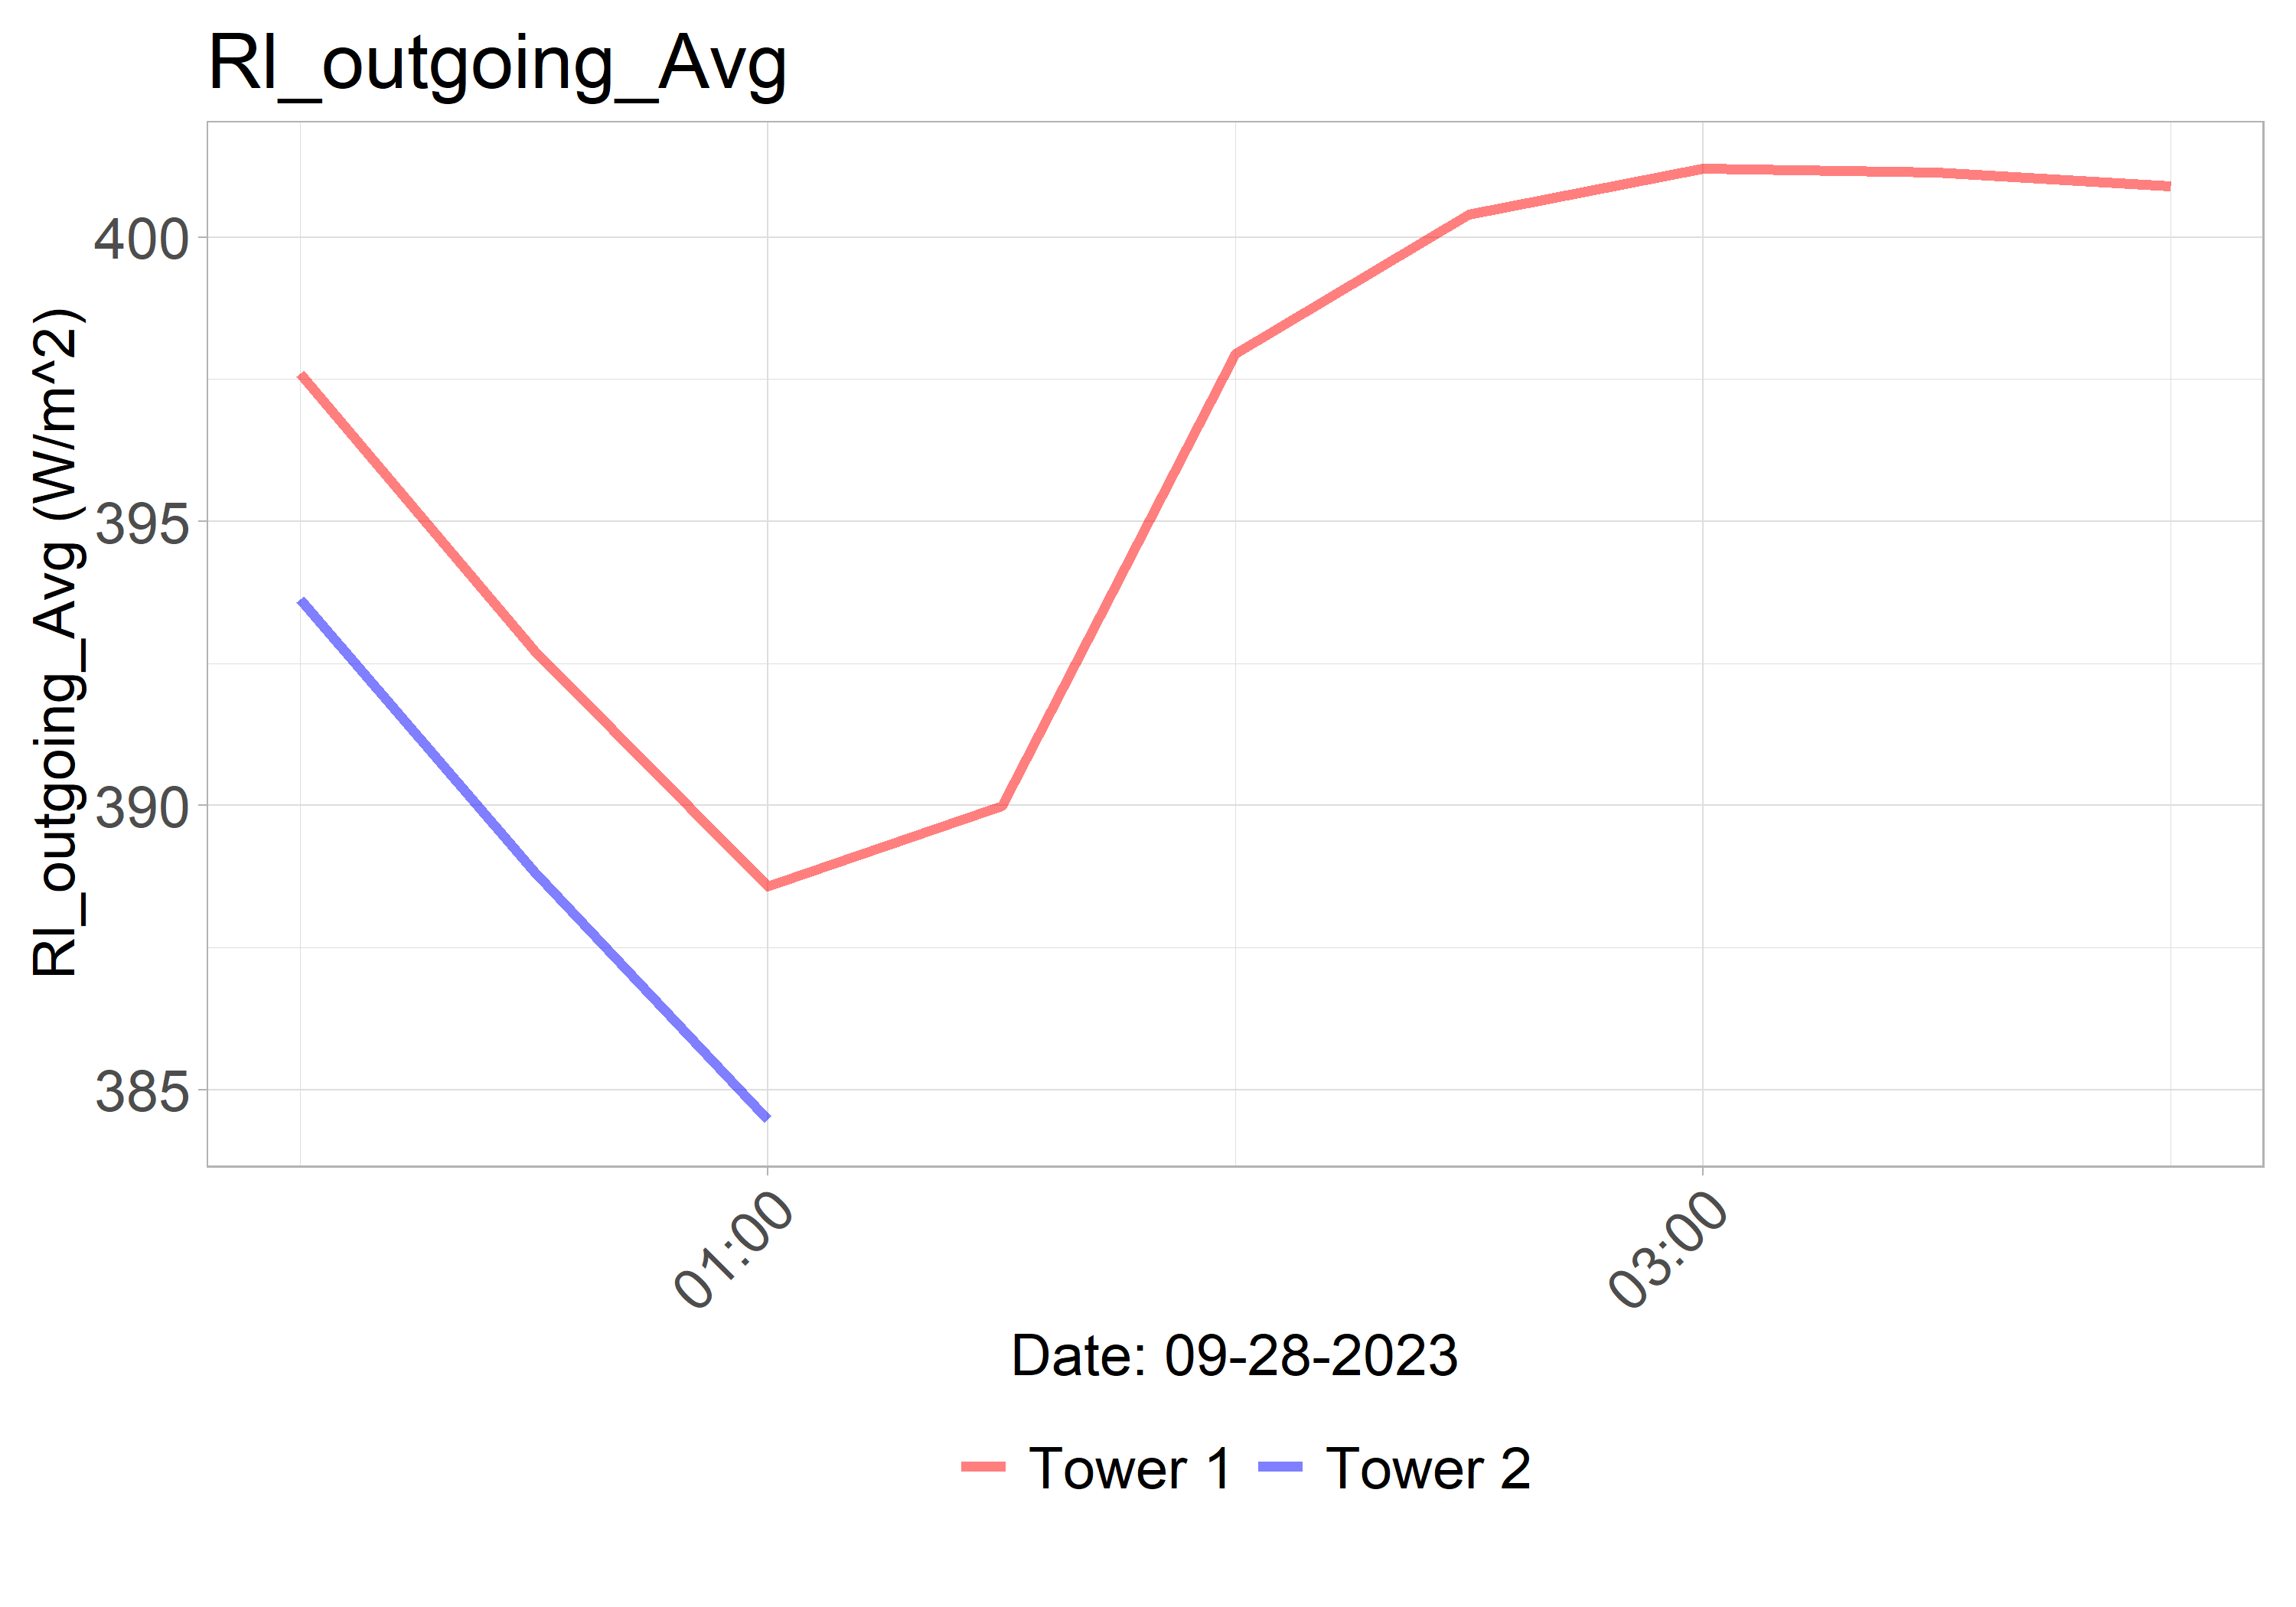 Rl_outgoing_Avg
Rl_outgoing_Avg (W/m^2)
400
395
390
385
01:00
03:00
Date: 09-28-2023
Tower 1
Tower 2